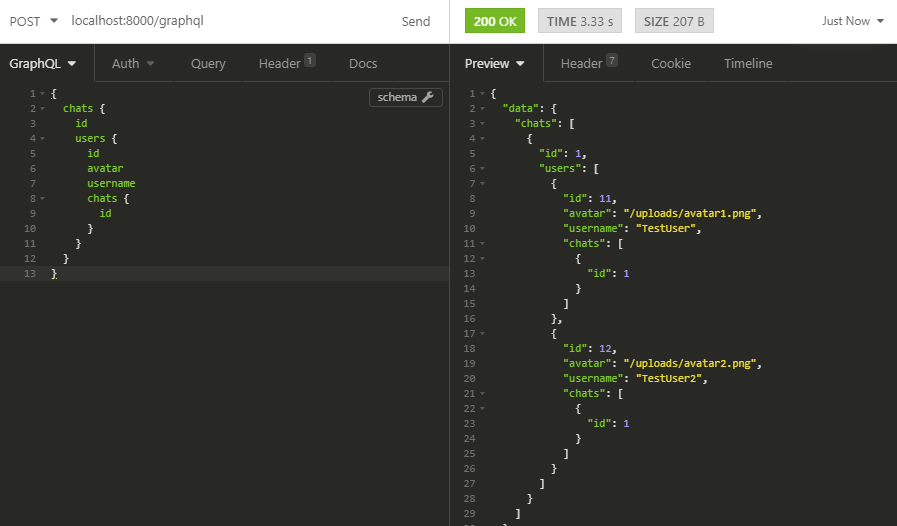 POST localhost:8000/graphql Send 200 OK TIME 3.33 s SIZE 207 B Just Now
GraphQL Auth Query Header 1 Docs Preview Header 7 Cookie Timeline
schema
1 {
2 chats {
3 id
4 users {
5 id
6 avatar
7 username
8 chats {
9 id
10 }
11 }
12 }
13 }
1 {
2 "data": {
3 "chats": [
4 {
5 "id": 1,
6 "users": [
7 {
8 "id": 11,
9 "avatar": "/uploads/avatar1.png",
10 "username": "TestUser",
11 "chats": [
12 {
13 "id": 1
14 }
15 ]
16 },
17 {
18 "id": 12,
19 "avatar": "/uploads/avatar2.png",
20 "username": "TestUser2",
21 "chats": [
22 {
23 "id": 1
24 }
25 ]
26 }
27 ]
28 }
29 ]